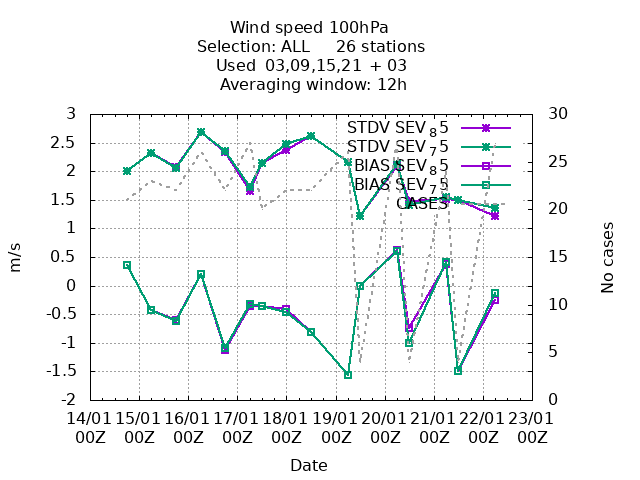 Wind speed 100hPa
Selection: ALL     26 stations
Used  03,09,15,21 + 03
Averaging window: 12h
3
2.5
2
1.5
1
0.5
0
-0.5
-1
-1.5
-2
m/s
30
25
20
15
10
5
0
No cases
STDV SEV_8 5
STDV SEV_7 5
BIAS SEV_8 5
BIAS SEV_7 5
CASES
14/01 15/01 16/01 17/01 18/01 19/01 20/01 21/01 22/01 23/01
00Z 00Z 00Z 00Z 00Z 00Z 00Z 00Z 00Z 00Z
Date